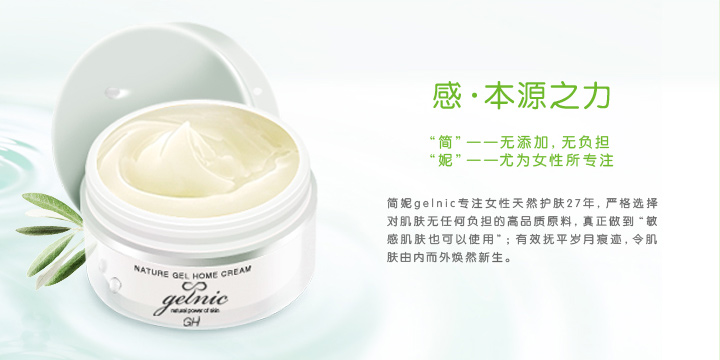 感·本源之力
“简”——无添加，无负担
“妮”——尤为女性所专注
简妮gelnic专注女性天然护肤27年，严格选择
对肌肤无任何负担的高品质原料，真正做到“敏
感肌肤也可以使用”；有效抚平岁月痕迹，令肌
肤由内而外焕然新生。
NATURE GEL HOME CREAM
gelnic
natural power of skin
GH